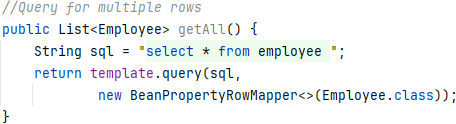 //Query for multiple rows
public List<Employee> getAll() {
    String sql = "select * from employee ";
    return template.query(sql,
            new BeanPropertyRowMapper<>(Employee.class));
}